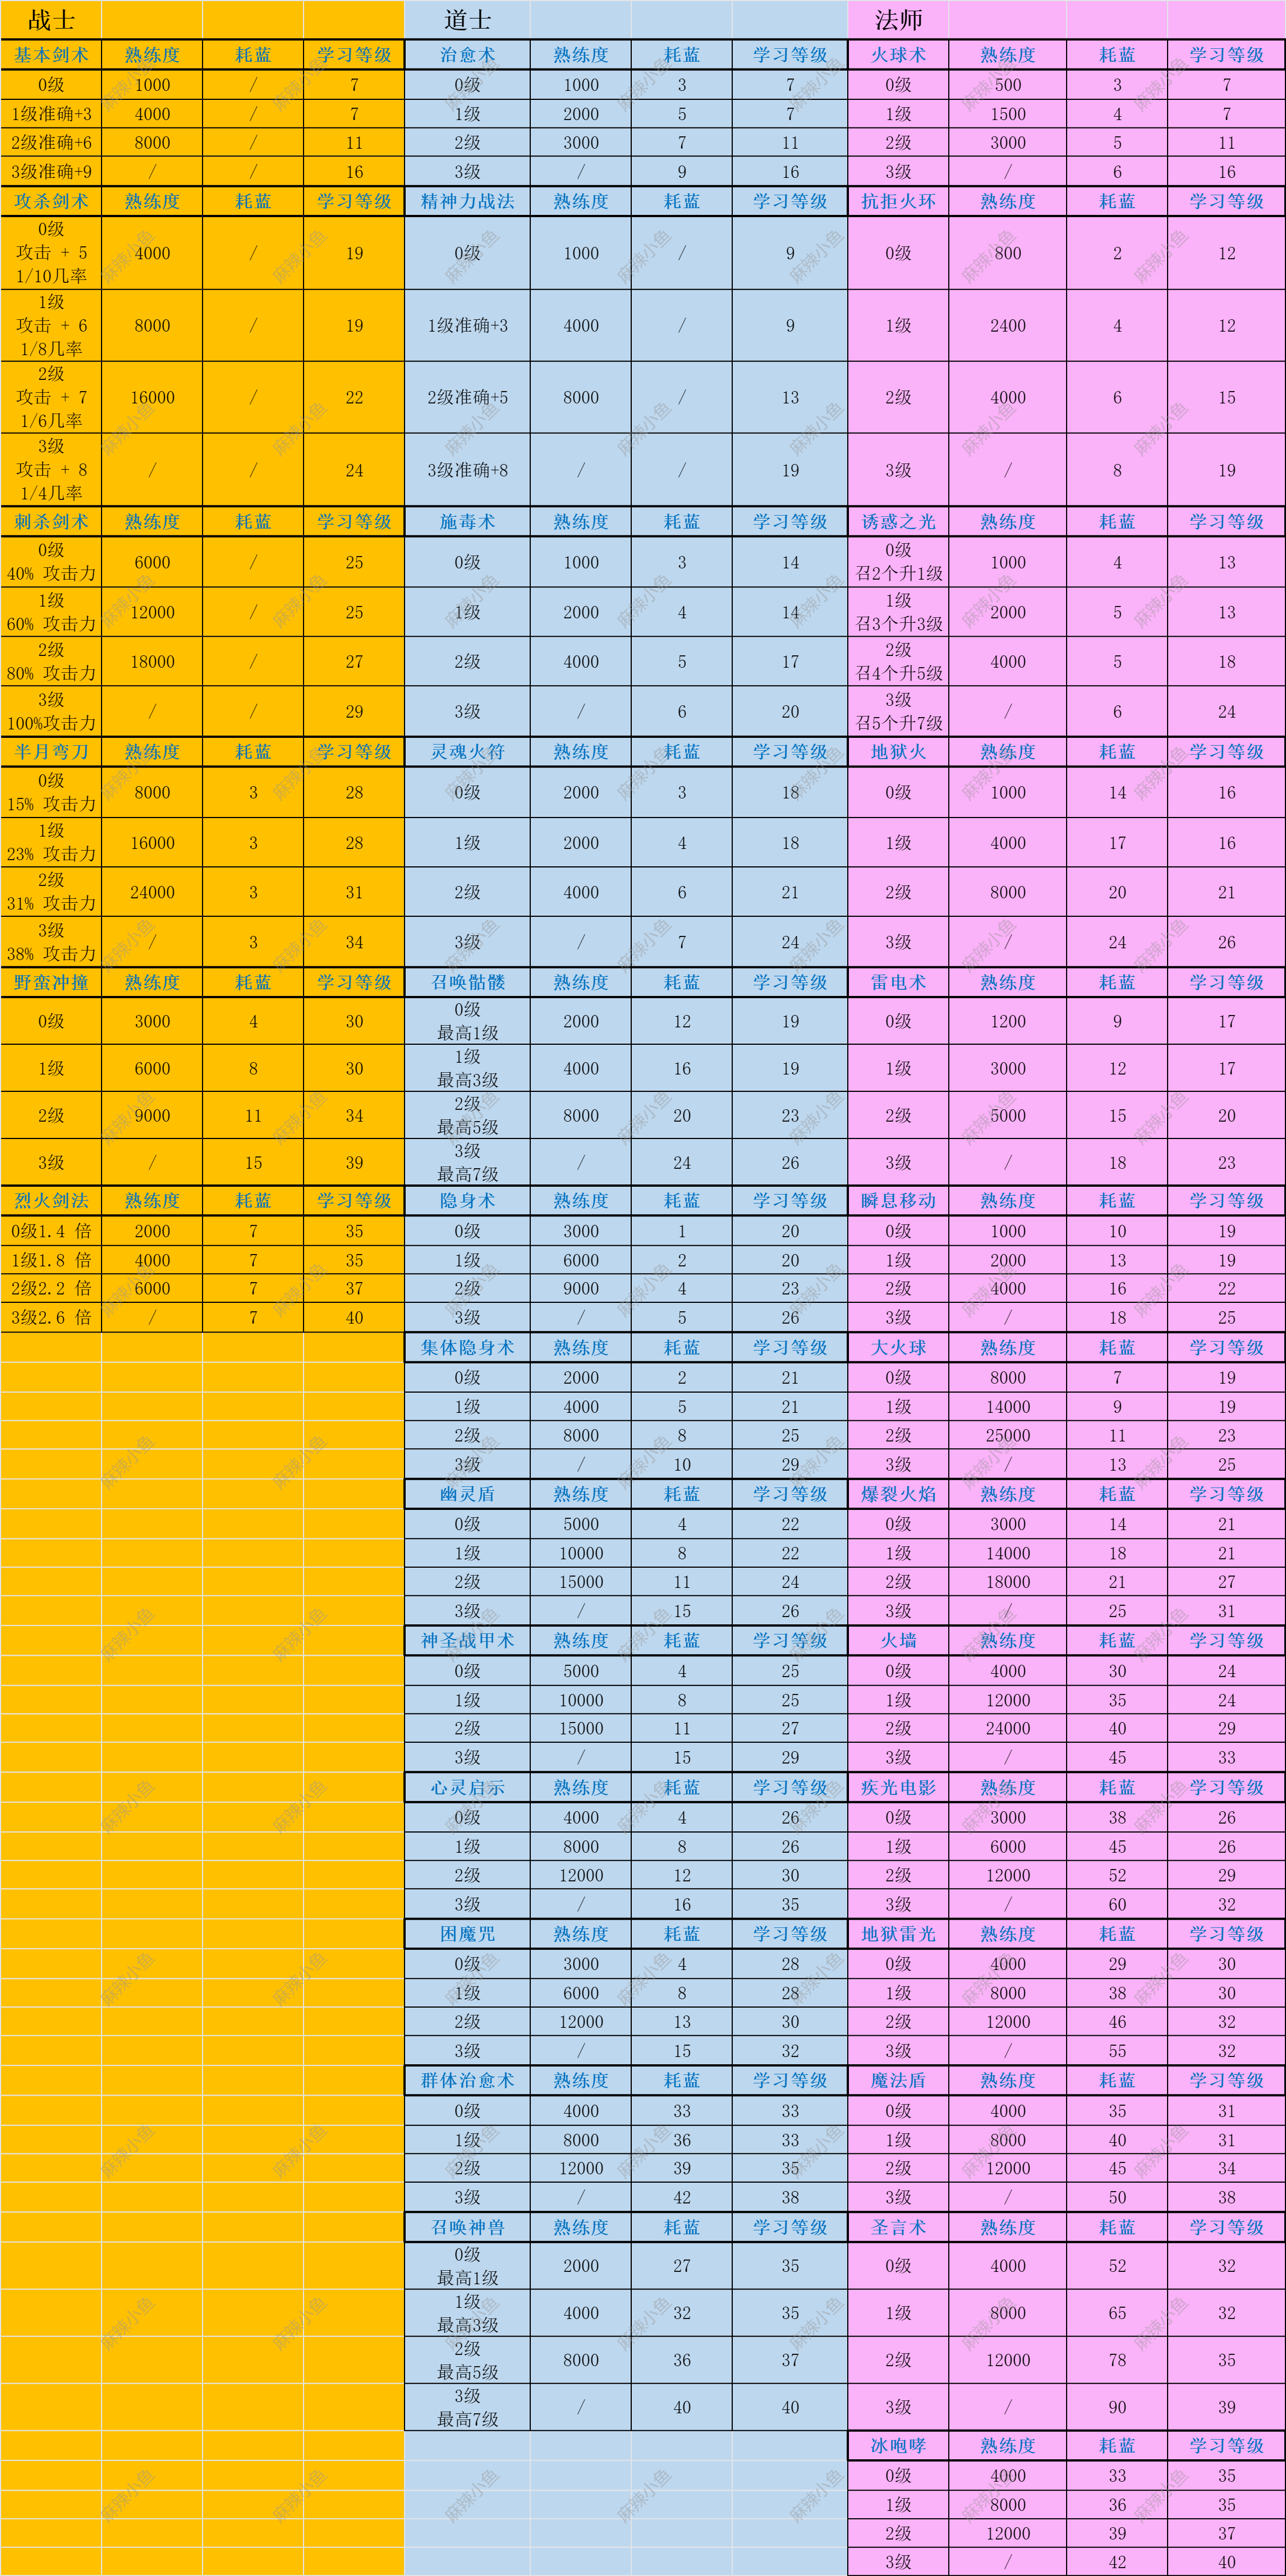 战士 道士 法师
基本剑术 熟练度 耗蓝 学习等级 治愈术 熟练度 耗蓝 学习等级 火球术 熟练度 耗蓝 学习等级
0级 1000 / 7 0级 1000 3 7 0级 500 3 7
1级准确+3 4000 / 7 1级 2000 5 7 1级 1500 4 7
2级准确+6 8000 / 11 2级 3000 7 11 2级 3000 5 11
3级准确+9 / / 16 3级 / 9 16 3级 / 6 16
攻杀剑术 熟练度 耗蓝 学习等级 精神力战法 熟练度 耗蓝 学习等级 抗拒火环 熟练度 耗蓝 学习等级
0级
攻击 + 5 4000 / 19 0级 1000 / 9 0级 800 2 12
1/10几率
1级
攻击 + 6 8000 / 19 1级准确+3 4000 / 9 1级 2400 4 12
1/8几率
2级
攻击 + 7 16000 / 22 2级准确+5 8000 / 13 2级 4000 6 15
1/6几率
3级
攻击 + 8 / / 24 3级准确+8 / / 19 3级 / 8 19
1/4几率
刺杀剑术 熟练度 耗蓝 学习等级 施毒术 熟练度 耗蓝 学习等级 诱惑之光 熟练度 耗蓝 学习等级
0级 6000 / 25 0级 1000 3 14 0级 1000 4 13
40% 攻击力 召2个升1级
1级 12000 / 25 1级 2000 4 14 1级 2000 5 13
60% 攻击力 召3个升3级
2级 18000 / 27 2级 4000 5 17 2级 4000 5 18
80% 攻击力 召4个升5级
3级 / / 29 3级 / 6 20 3级 / 6 24
100%攻击力 召5个升7级
半月弯刀 熟练度 耗蓝 学习等级 灵魂火符 熟练度 耗蓝 学习等级 地狱火 熟练度 耗蓝 学习等级
0级 8000 3 28 0级 2000 3 18 0级 1000 14 16
15% 攻击力
1级 16000 3 28 1级 2000 4 18 1级 4000 17 16
23% 攻击力
2级 24000 3 31 2级 4000 6 21 2级 8000 20 21
31% 攻击力
3级 / 3 34 3级 / 7 24 3级 / 24 26
38% 攻击力
野蛮冲撞 熟练度 耗蓝 学习等级 召唤骷髅 熟练度 耗蓝 学习等级 雷电术 熟练度 耗蓝 学习等级
0级 3000 4 30 0级 2000 12 19 0级 1200 9 17
最高1级
1级 6000 8 30 1级 4000 16 19 1级 3000 12 17
最高3级
2级 9000 11 34 2级 8000 20 23 2级 5000 15 20
最高5级
3级 / 15 39 3级 / 24 26 3级 / 18 23
最高7级
烈火剑法 熟练度 耗蓝 学习等级 隐身术 熟练度 耗蓝 学习等级 瞬息移动 熟练度 耗蓝 学习等级
0级1.4 倍 2000 7 35 0级 3000 1 20 0级 1000 10 19
1级1.8 倍 4000 7 35 1级 6000 2 20 1级 2000 13 19
2级2.2 倍 6000 7 37 2级 9000 4 23 2级 4000 16 22
3级2.6 倍 / 7 40 3级 / 5 26 3级 / 18 25
集体隐身术 熟练度 耗蓝 学习等级 大火球 熟练度 耗蓝 学习等级
0级 2000 2 21 0级 8000 7 19
1级 4000 5 21 1级 14000 9 19
2级 8000 8 25 2级 25000 11 23
3级 / 10 29 3级 / 13 25
幽灵盾 熟练度 耗蓝 学习等级 爆裂火焰 熟练度 耗蓝 学习等级
0级 5000 4 22 0级 3000 14 21
1级 10000 8 22 1级 14000 18 21
2级 15000 11 24 2级 18000 21 27
3级 / 15 26 3级 / 25 31
神圣战甲术 熟练度 耗蓝 学习等级 火墙 熟练度 耗蓝 学习等级
0级 5000 4 25 0级 4000 30 24
1级 10000 8 25 1级 12000 35 24
2级 15000 11 27 2级 24000 40 29
3级 / 15 29 3级 / 45 33
心灵启示 熟练度 耗蓝 学习等级 疾光电影 熟练度 耗蓝 学习等级
0级 4000 4 26 0级 3000 38 26
1级 8000 8 26 1级 6000 45 26
2级 12000 12 30 2级 12000 52 29
3级 / 16 35 3级 / 60 32
困魔咒 熟练度 耗蓝 学习等级 地狱雷光 熟练度 耗蓝 学习等级
0级 3000 4 28 0级 4000 29 30
1级 6000 8 28 1级 8000 38 30
2级 12000 13 30 2级 12000 46 32
3级 / 15 32 3级 / 55 32
群体治愈术 熟练度 耗蓝 学习等级 魔法盾 熟练度 耗蓝 学习等级
0级 4000 33 33 0级 4000 35 31
1级 8000 36 33 1级 8000 40 31
2级 12000 39 35 2级 12000 45 34
3级 / 42 38 3级 / 50 38
召唤神兽 熟练度 耗蓝 学习等级 圣言术 熟练度 耗蓝 学习等级
0级 2000 27 35 0级 4000 52 32
最高1级
1级 4000 32 35 1级 8000 65 32
最高3级
2级 8000 36 37 2级 12000 78 35
最高5级
3级 / 40 40 3级 / 90 39
最高7级
冰咆哮 熟练度 耗蓝 学习等级
0级 4000 33 35
1级 8000 36 35
2级 12000 39 37
3级 / 42 40
麻辣小鱼